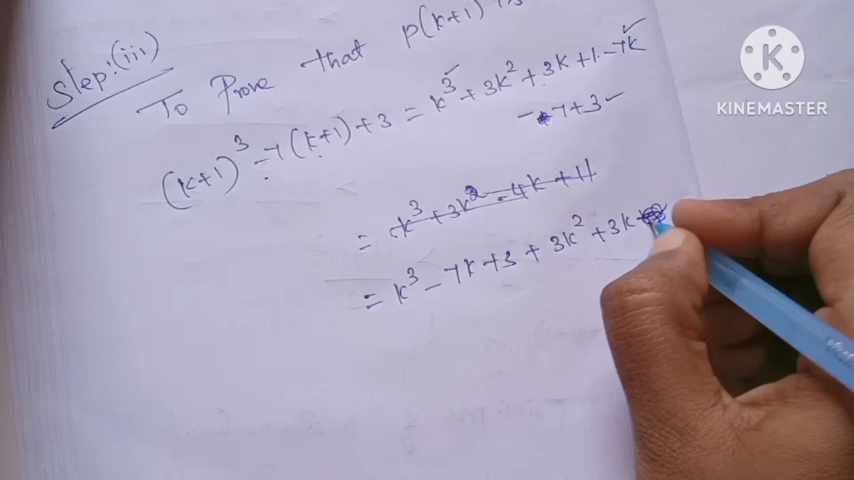 Step:(iii)
To Prove that p(k+1) is
(k+1)³ - 7(k+1) + 3 = k³ + 3k² + 3k + 1 - 7k
- 7 + 3
= k³ + 3k² - 4k + 11
= k³ - 7k + 3 + 3k² + 3k
K
KINEMASTER